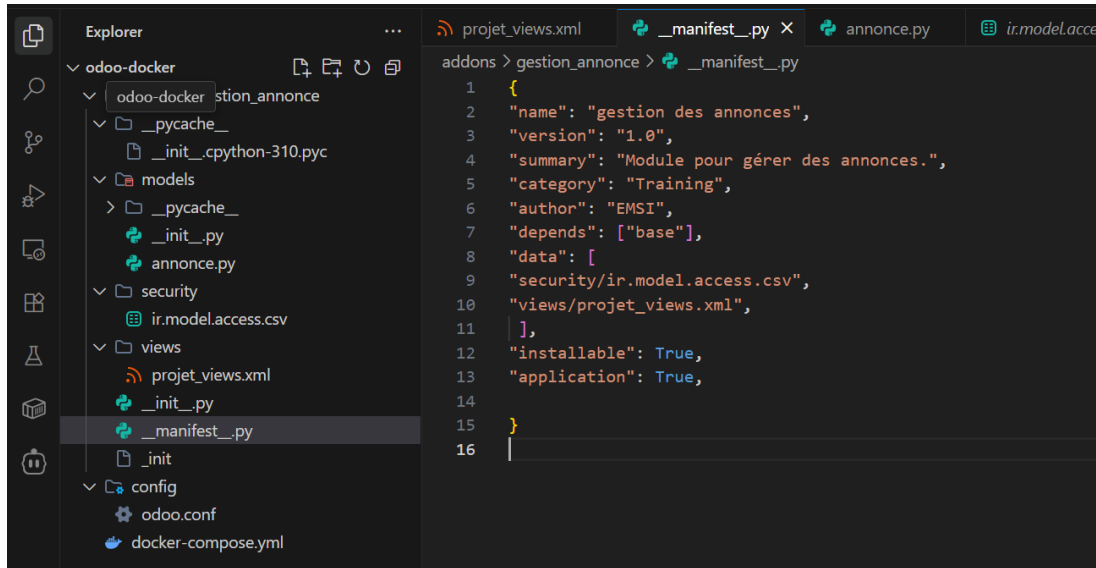 Explorer
odoo-docker
odoo-docker
stion_annonce
__pycache__
__init__.cpython-310.pyc
models
__pycache__
__init__.py
annonce.py
security
ir.model.access.csv
views
projet_views.xml
__init__.py
__manifest__.py
_init
config
odoo.conf
docker-compose.yml
projet_views.xml
__manifest__.py
annonce.py
ir.model.acce
addons > gestion_annonce > __manifest__.py
1 {
2 "name": "gestion des annonces",
3 "version": "1.0",
4 "summary": "Module pour gérer des annonces.",
5 "category": "Training",
6 "author": "EMSI",
7 "depends": ["base"],
8 "data": [
9 "security/ir.model.access.csv",
10 "views/projet_views.xml",
11 ],
12 "installable": True,
13 "application": True,
14
15 }
16